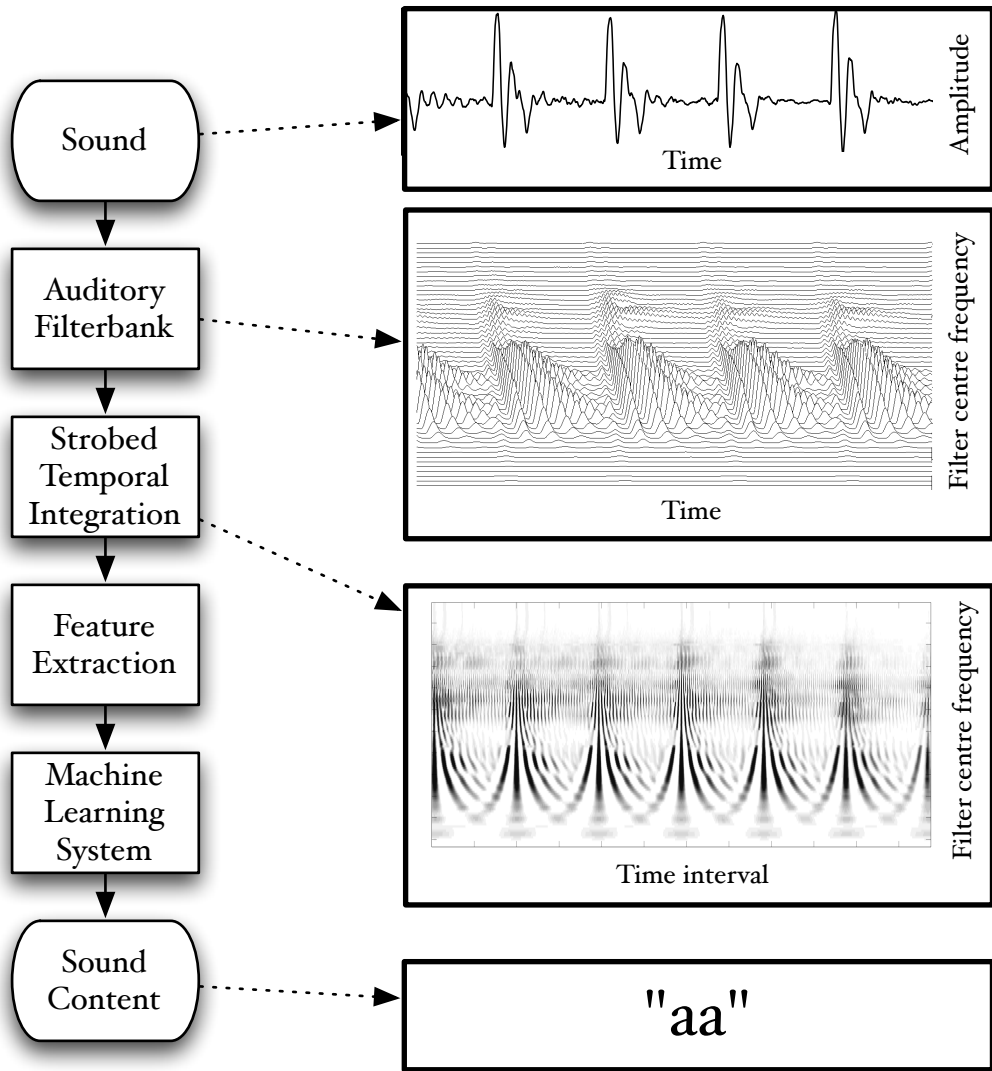 Sound
Auditory
Filterbank
Strobed
Temporal
Integration
Feature
Extraction
Machine
Learning
System
Sound
Content
Amplitude
Time
Filter centre frequency
Time
Filter centre frequency
Time interval
"aa"